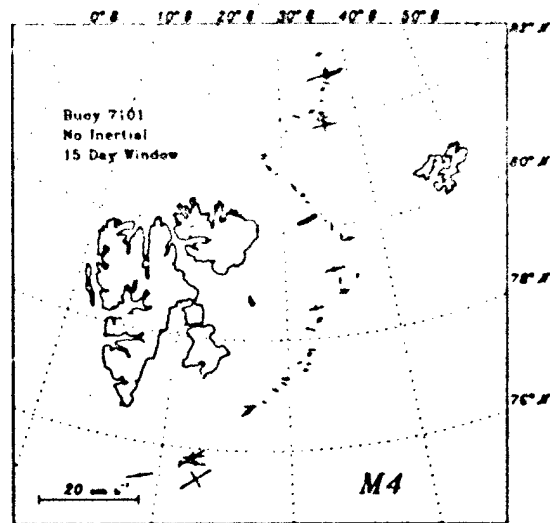 0° E 10° E 20° E 30° E 40° E 50° E
Buoy 7101
No Inertial
15 Day Window
80° N
78° N
76° N
20 cm s⁻¹
M4